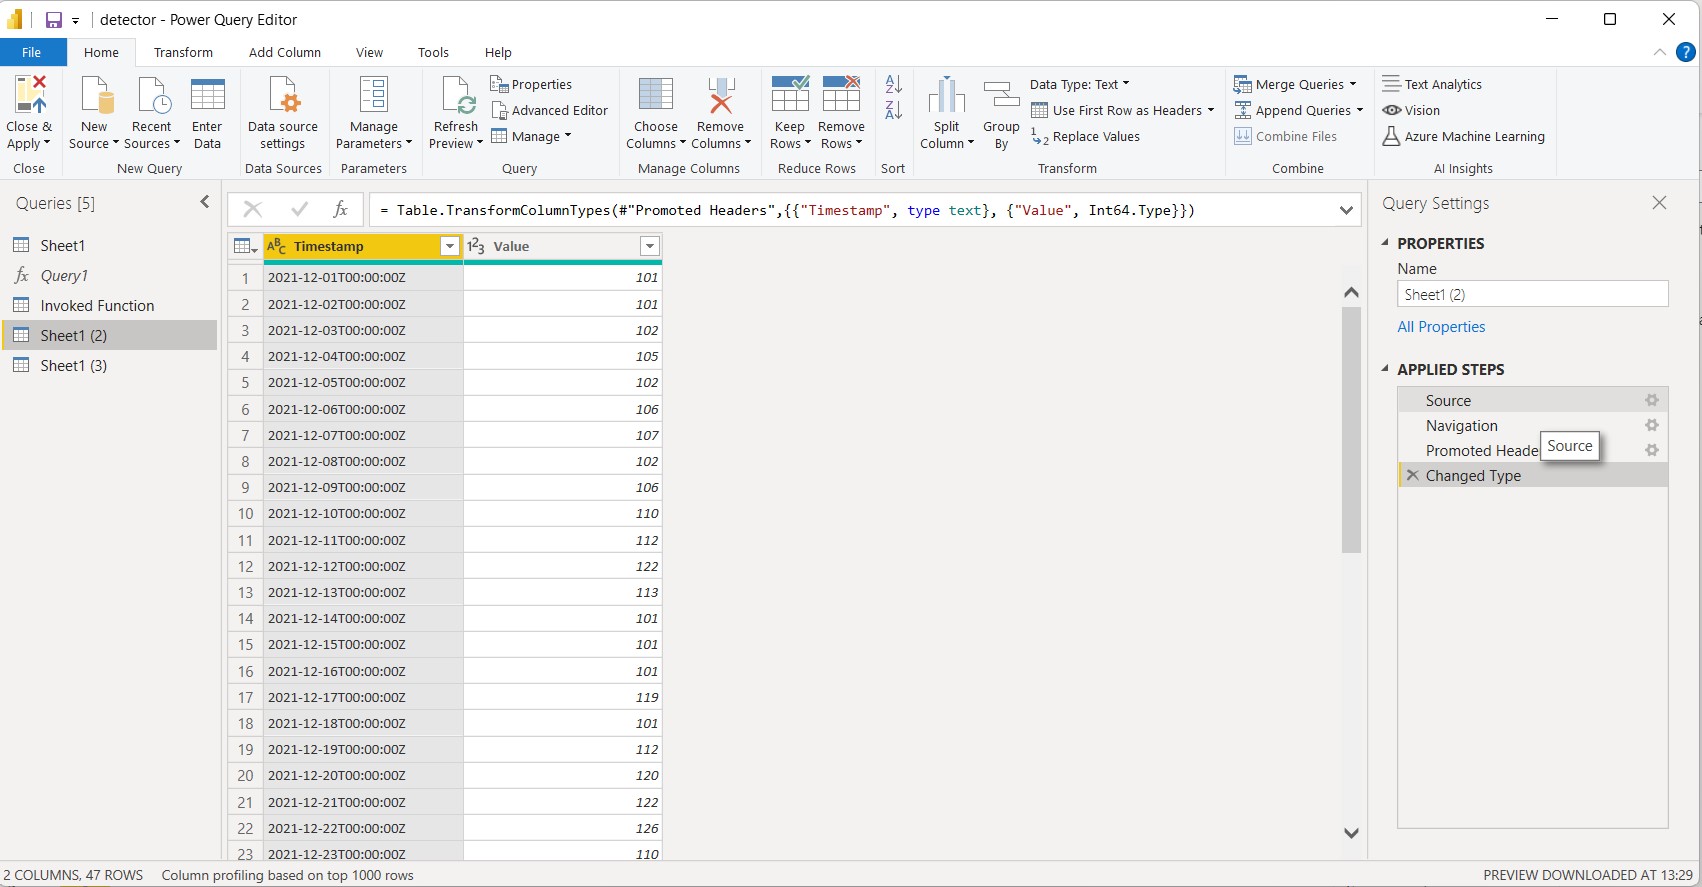 detector - Power Query Editor
File Home Transform Add Column View Tools Help
Close & Apply
New Source
Recent Sources
Enter Data
Data source settings
Manage Parameters
Refresh Preview
Properties
Advanced Editor
Manage
Choose Columns
Remove Columns
Keep Rows
Remove Rows
Split Column
Group By
Data Type: Text
Use First Row as Headers
Replace Values
Merge Queries
Append Queries
Combine Files
Text Analytics
Vision
Azure Machine Learning
Close New Query Data Sources Parameters Query Manage Columns Reduce Rows Sort Transform Combine AI Insights
Queries [5]
Sheet1
fx Query1
Invoked Function
Sheet1 (2)
Sheet1 (3)
fx = Table.TransformColumnTypes(#"Promoted Headers",{{"Timestamp", type text}, {"Value", Int64.Type}})
ABC Timestamp 123 Value
1 2021-12-01T00:00:00Z 101
2 2021-12-02T00:00:00Z 101
3 2021-12-03T00:00:00Z 102
4 2021-12-04T00:00:00Z 105
5 2021-12-05T00:00:00Z 102
6 2021-12-06T00:00:00Z 106
7 2021-12-07T00:00:00Z 107
8 2021-12-08T00:00:00Z 102
9 2021-12-09T00:00:00Z 106
10 2021-12-10T00:00:00Z 110
11 2021-12-11T00:00:00Z 112
12 2021-12-12T00:00:00Z 122
13 2021-12-13T00:00:00Z 113
14 2021-12-14T00:00:00Z 101
15 2021-12-15T00:00:00Z 101
16 2021-12-16T00:00:00Z 101
17 2021-12-17T00:00:00Z 119
18 2021-12-18T00:00:00Z 101
19 2021-12-19T00:00:00Z 112
20 2021-12-20T00:00:00Z 120
21 2021-12-21T00:00:00Z 122
22 2021-12-22T00:00:00Z 126
23 2021-12-23T00:00:00Z 110
Query Settings
PROPERTIES
Name
Sheet1 (2)
All Properties
APPLIED STEPS
Source
Navigation
Promoted Heade
Source
Changed Type
2 COLUMNS, 47 ROWS Column profiling based on top 1000 rows
PREVIEW DOWNLOADED AT 13:29